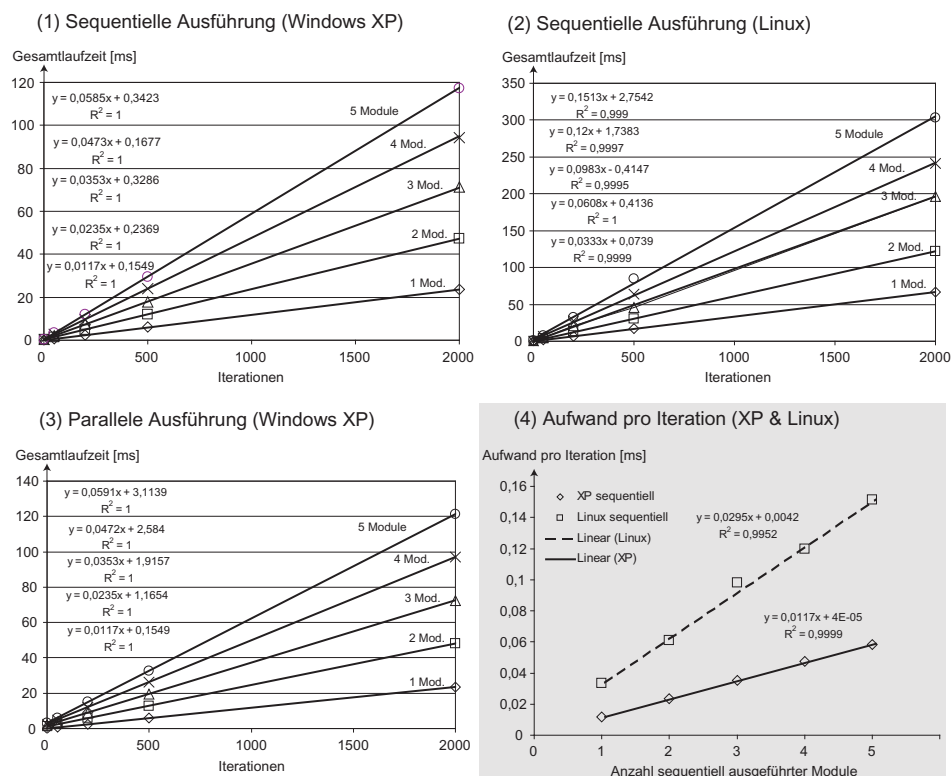 (1) Sequentielle Ausführung (Windows XP)
Gesamtlaufzeit [ms]
120
100
80
60
40
20
0
y = 0,0585x + 0,3423
R² = 1
y = 0,0473x + 0,1677
R² = 1
y = 0,0353x + 0,3286
R² = 1
y = 0,0235x + 0,2369
R² = 1
y = 0,0117x + 0,1549
R² = 1
5 Module
4 Mod.
3 Mod.
2 Mod.
1 Mod.
0
500
1000
1500
2000
Iterationen
(2) Sequentielle Ausführung (Linux)
Gesamtlaufzeit [ms]
350
300
250
200
150
100
50
0
y = 0,1513x + 2,7542
R² = 0,999
y = 0,12x + 1,7383
R² = 0,9997
y = 0,0983x - 0,4147
R² = 0,9995
y = 0,0608x + 0,4136
R² = 1
y = 0,0333x + 0,0739
R² = 0,9999
5 Module
4 Mod.
3 Mod.
2 Mod.
1 Mod.
0
500
1000
1500
2000
Iterationen
(3) Parallele Ausführung (Windows XP)
Gesamtlaufzeit [ms]
140
120
100
80
60
40
20
0
y = 0,0591x + 3,1139
R² = 1
y = 0,0472x + 2,584
R² = 1
y = 0,0353x + 1,9157
R² = 1
y = 0,0235x + 1,1654
R² = 1
y = 0,0117x + 0,1549
R² = 1
5 Module
4 Mod.
3 Mod.
2 Mod.
1 Mod.
0
500
1000
1500
2000
Iterationen
(4) Aufwand pro Iteration (XP & Linux)
Aufwand pro Iteration [ms]
0,16
0,14
0,12
0,1
0,08
0,06
0,04
0,02
0
XP sequentiell
Linux sequentiell
Linear (Linux)
Linear (XP)
y = 0,0295x + 0,0042
R² = 0,9952
y = 0,0117x + 4E-05
R² = 0,9999
0
1
2
3
4
5
Anzahl sequentiell ausgeführter Module